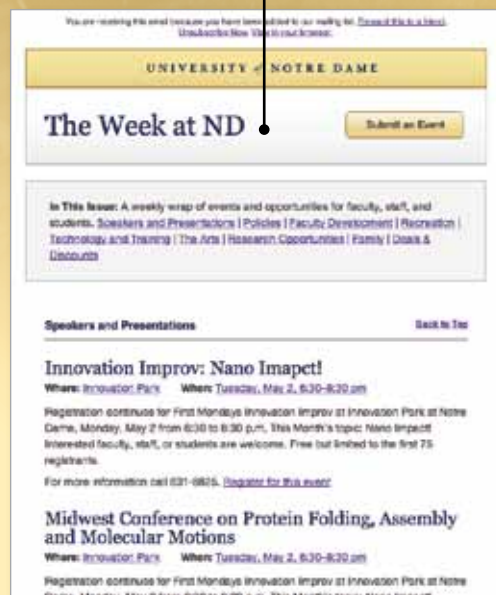 You are receiving this email because you have been added to our mailing list. Forward this to a friend.
Unsubscribe Now. View in your browser.
UNIVERSITY of NOTRE DAME
The Week at ND
Submit an Event
In This Issue: A weekly wrap of events and opportunities for faculty, staff, and
students. Speakers and Presentations | Policies | Faculty Development | Recreation |
Technology and Training | The Arts | Research Opportunities | Family | Deals &
Discounts
Speakers and Presentations
Back to Top
Innovation Improv: Nano Imapct!
Where: Innovation Park When: Tuesday, May 2, 6:30-8:30 pm
Registration continues for First Mondays Innovation Improv at Innovation Park at Notre
Dame, Monday, May 2 from 6:30 to 8:30 p.m. This Month's topic: Nano Impact!
Interested faculty, staff, or students are welcome. Free but limited to the first 75
registrants.
For more information call 631-8825. Register for this event
Midwest Conference on Protein Folding, Assembly
and Molecular Motions
Where: Innovation Park When: Tuesday, May 2, 6:30-8:30 pm
Registration continues for First Mondays Innovation Improv at Innovation Park at Notre